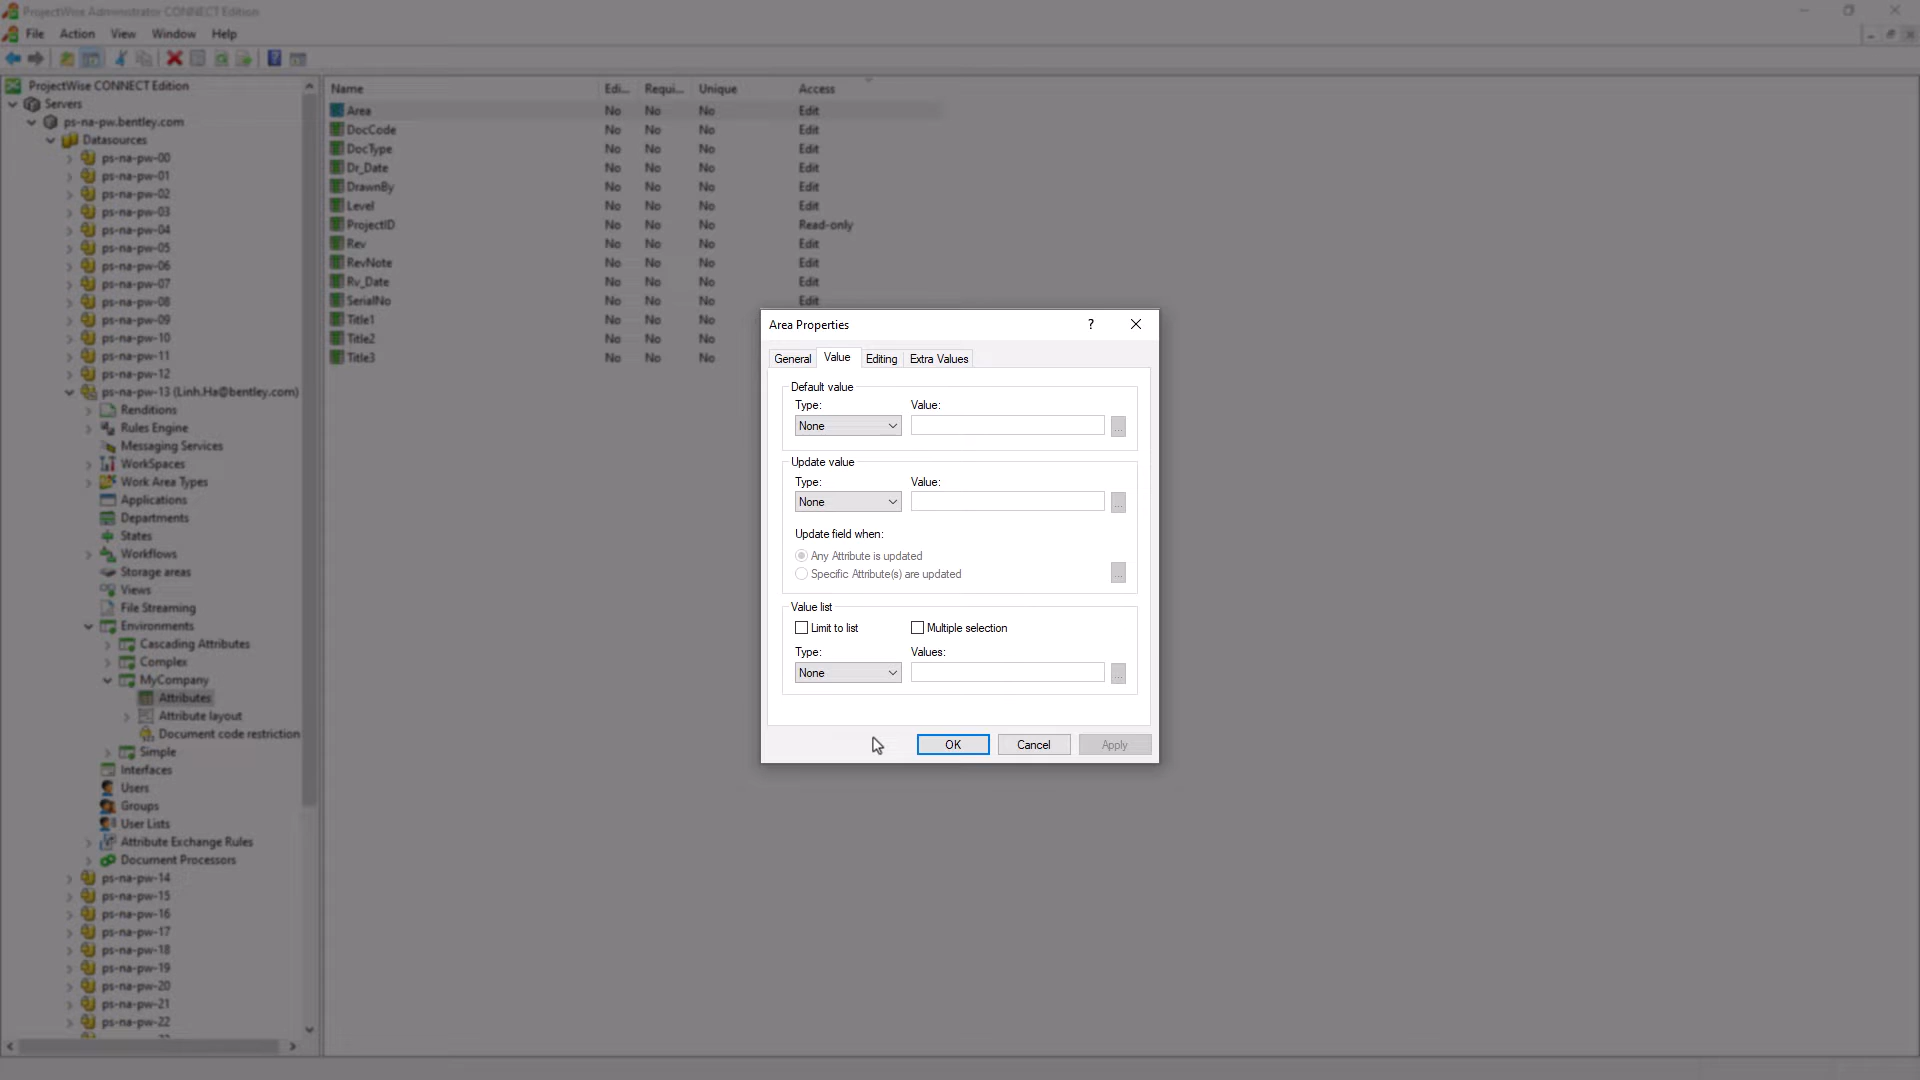 ProjectWise Administrator CONNECT Edition
File Action View Window Help
ProjectWise CONNECT Edition
Servers
ps-na-pw.bentley.com
Datasources
ps-na-pw-00
ps-na-pw-01
ps-na-pw-02
ps-na-pw-03
ps-na-pw-04
ps-na-pw-05
ps-na-pw-06
ps-na-pw-07
ps-na-pw-08
ps-na-pw-09
ps-na-pw-10
ps-na-pw-11
ps-na-pw-12
ps-na-pw-13 (Linh.Ha@bentley.com)
Renditions
Rules Engine
Messaging Services
WorkSpaces
Work Area Types
Applications
Departments
States
Workflows
Storage areas
Views
File Streaming
Environments
Cascading Attributes
Complex
MyCompany
Attributes
Attribute layout
Document code restriction
Simple
Interfaces
Users
Groups
User Lists
Attribute Exchange Rules
Document Processors
ps-na-pw-14
ps-na-pw-15
ps-na-pw-16
ps-na-pw-17
ps-na-pw-18
ps-na-pw-19
ps-na-pw-20
ps-na-pw-21
ps-na-pw-22
Name Edi... Requi... Unique Access
Area No No No Edit
DocCode No No No Edit
DocType No No No Edit
Dr_Date No No No Edit
DrawnBy No No No Edit
Level No No No Edit
ProjectID No No No Read-only
Rev No No No Edit
RevNote No No No Edit
Rv_Date No No No Edit
SerialNo No No No Edit
Title1 No No No
Title2 No No No
Title3 No No No
Area Properties ?
General Value Editing Extra Values
Default value
Type: Value:
None ...
Update value
Type: Value:
None ...
Update field when:
Any Attribute is updated
Specific Attribute(s) are updated ...
Value list
Limit to list Multiple selection
Type: Values:
None ...
OK Cancel Apply